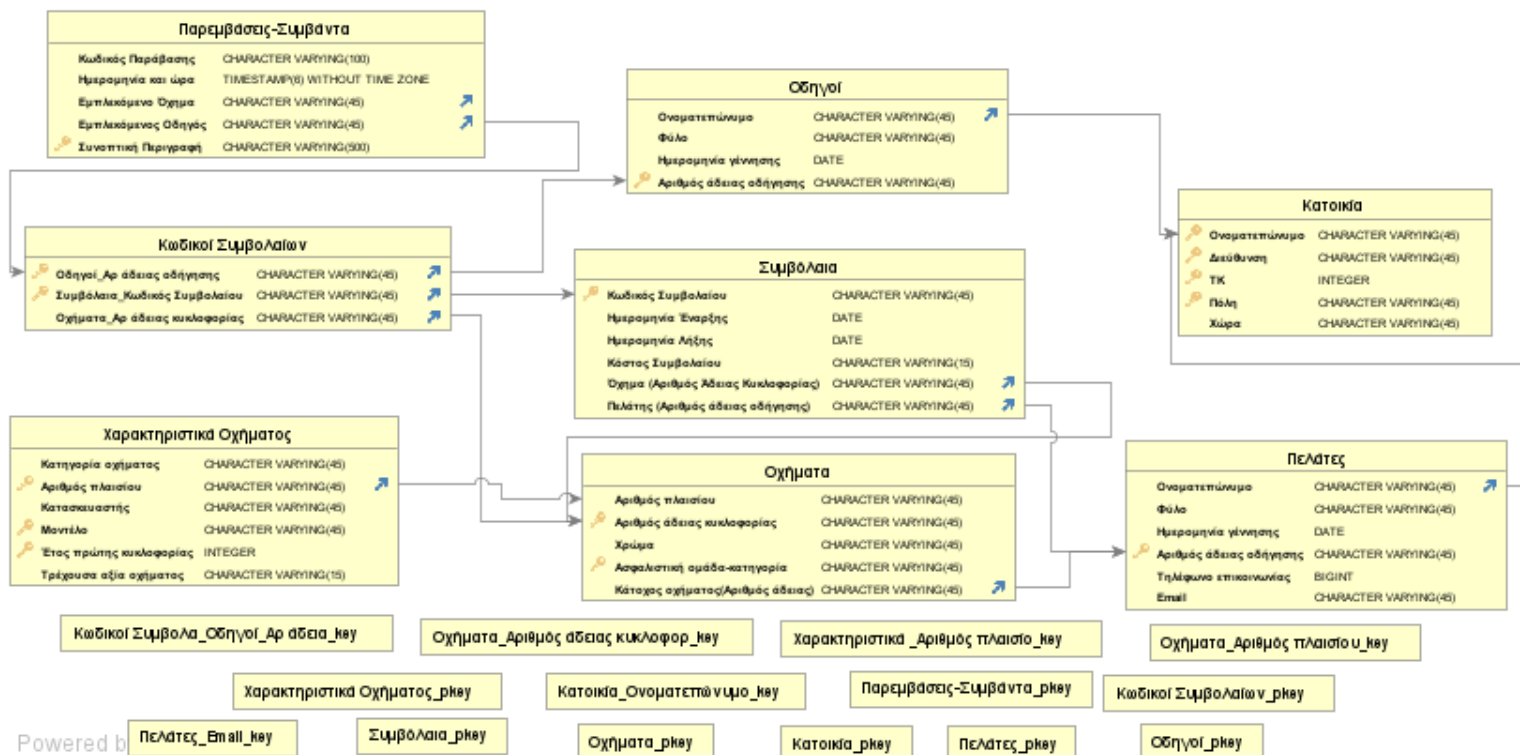 Παρεμβάσεις-Συμβάντα
Κωδικός Παράβασης CHARACTER VARYING(100)
Ημερομηνία και ώρα TIMESTAMP(6) WITHOUT TIME ZONE
Εμπλεκόμενο Όχημα CHARACTER VARYING(45)
Εμπλεκόμενος Οδηγός CHARACTER VARYING(45)
Συνοπτική Περιγραφή CHARACTER VARYING(500)
Οδηγοί
Ονοματεπώνυμο CHARACTER VARYING(45)
Φύλο CHARACTER VARYING(45)
Ημερομηνία γέννησης DATE
Αριθμός άδειας οδήγησης CHARACTER VARYING(45)
Κατοικία
Ονοματεπώνυμο CHARACTER VARYING(45)
Διεύθυνση CHARACTER VARYING(45)
ΤΚ INTEGER
Πόλη CHARACTER VARYING(45)
Χώρα CHARACTER VARYING(45)
Κωδικοί Συμβολαίων
Οδηγοί_Αρ άδειας οδήγησης CHARACTER VARYING(45)
Συμβόλαια_Κωδικός Συμβολαίου CHARACTER VARYING(45)
Οχήματα_Αρ άδειας κυκλοφορίας CHARACTER VARYING(45)
Συμβόλαια
Κωδικός Συμβολαίου CHARACTER VARYING(45)
Ημερομηνία Έναρξης DATE
Ημερομηνία Λήξης DATE
Κόστος Συμβολαίου CHARACTER VARYING(15)
Όχημα (Αριθμός Άδειας Κυκλοφορίας) CHARACTER VARYING(45)
Πελάτης (Αριθμός άδειας οδήγησης) CHARACTER VARYING(45)
Χαρακτηριστικά Οχήματος
Κατηγορία οχήματος CHARACTER VARYING(45)
Αριθμός πλαισίου CHARACTER VARYING(45)
Κατασκευαστής CHARACTER VARYING(45)
Μοντέλο CHARACTER VARYING(45)
Έτος πρώτης κυκλοφορίας INTEGER
Τρέχουσα αξία οχήματος CHARACTER VARYING(15)
Οχήματα
Αριθμός πλαισίου CHARACTER VARYING(45)
Αριθμός άδειας κυκλοφορίας CHARACTER VARYING(45)
Χρώμα CHARACTER VARYING(45)
Ασφαλιστική ομάδα-κατηγορία CHARACTER VARYING(45)
Κάτοχος οχήματος(Αριθμός άδειας) CHARACTER VARYING(45)
Πελάτες
Ονοματεπώνυμο CHARACTER VARYING(45)
Φύλο CHARACTER VARYING(45)
Ημερομηνία γέννησης DATE
Αριθμός άδειας οδήγησης CHARACTER VARYING(45)
Τηλέφωνο επικοινωνίας BIGINT
Email CHARACTER VARYING(45)
Κωδικοί Συμβολα_Οδηγοί_Αρ άδεια_key
Οχήματα_Αριθμός άδειας κυκλοφορ_key
Χαρακτηριστικά _Αριθμός πλαισίο_key
Οχήματα_Αριθμός πλαισίου_key
Χαρακτηριστικά Οχήματος_pkey
Κατοικία_Ονοματεπώνυμο_key
Παρεμβάσεις-Συμβάντα_pkey
Κωδικοί Συμβολαίων_pkey
Powered b
Πελάτες_Email_key
Συμβόλαια_pkey
Οχήματα_pkey
Κατοικία_pkey
Πελάτες_pkey
Οδηγοί_pkey